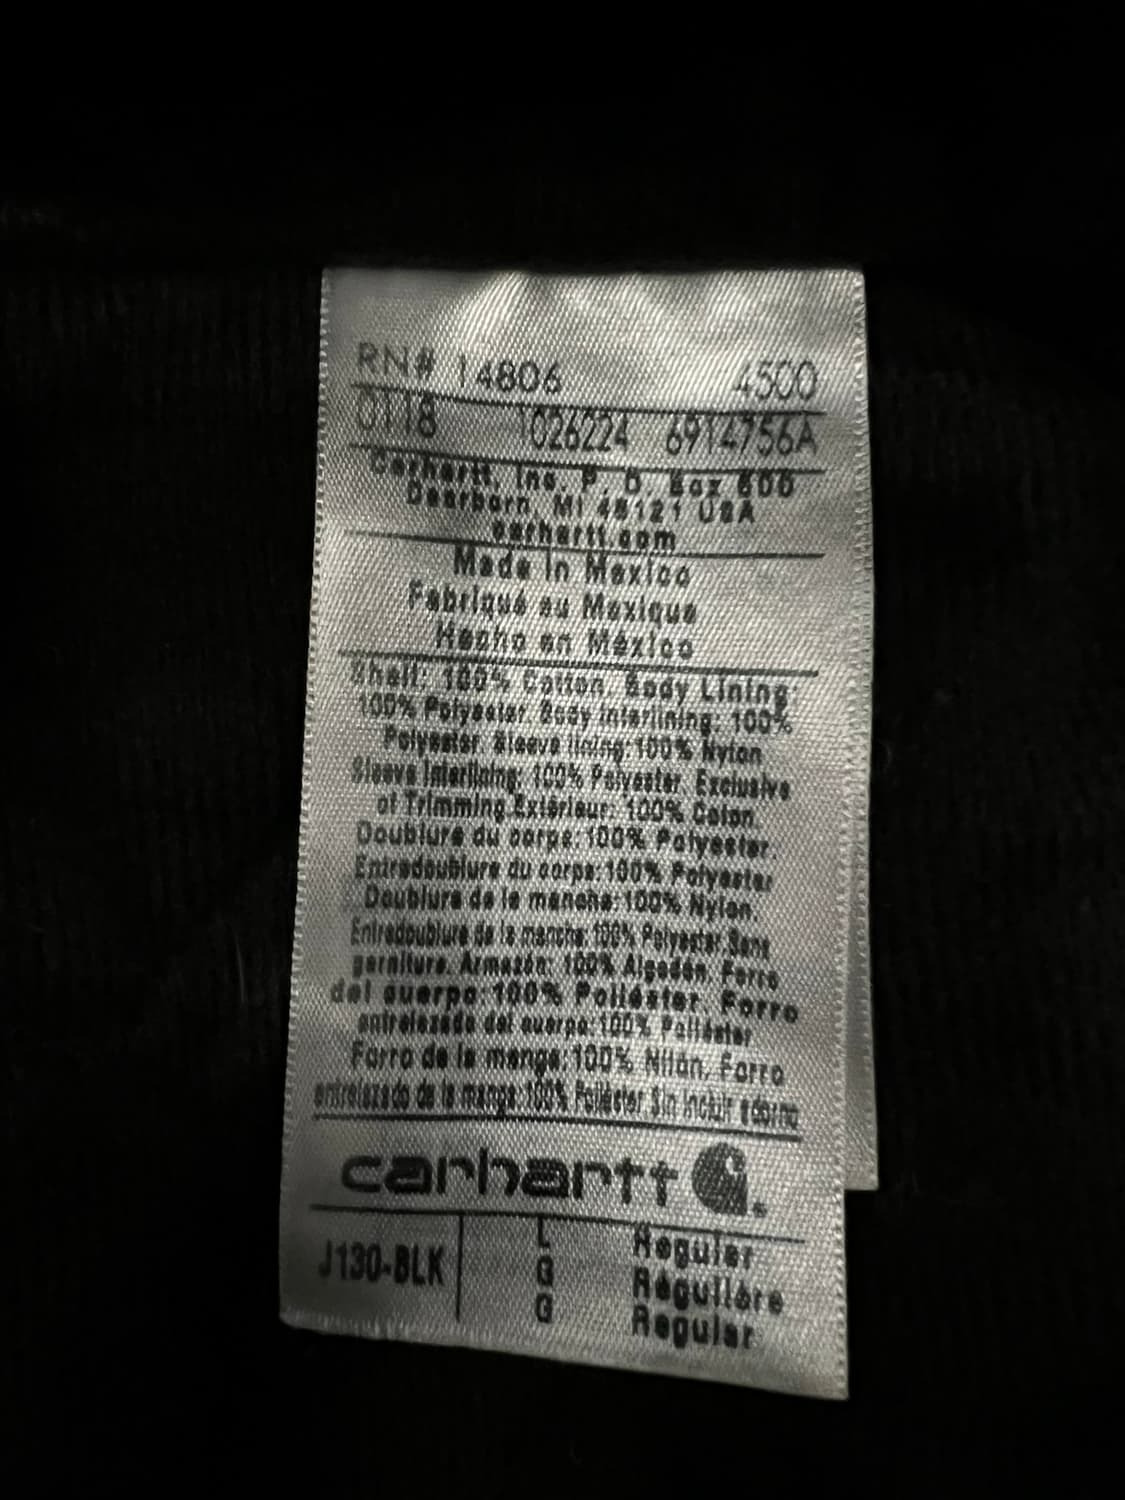 RN# 14806 4500
0118 1026224 6914756A
Carhartt, Inc. P. O. Box 600
Dearborn, MI 48121 USA
carhartt.com
Made in Mexico
Fabriqué au Mexique
Hecho en México
Shell: 100% Cotton. Body Lining:
100% Polyester. Body Interlining: 100%
Polyester. Sleeve lining:100% Nylon
Sleeve Interlining: 100% Polyester. Exclusive
of Trimming.Extérieur: 100% Coton.
Doublure du corps:100% Polyester.
Entredoublure du corps:100% Polyester
Doublure de la manche:100% Nylon.
Entredoublure de la manche:100% Polyester.Sans
garniture. Armazón: 100% Algodón. Forro
del cuerpo:100% Poliéster. Forro
entrelazado del cuerpo:100% Poliéster
Forro de la manga:100% Nilón. Forro
entrelazado de la manga:100% Poliéster.Sin incluir adorno
carhartt
J130-BLK L Regular
G Régulière
G Regular